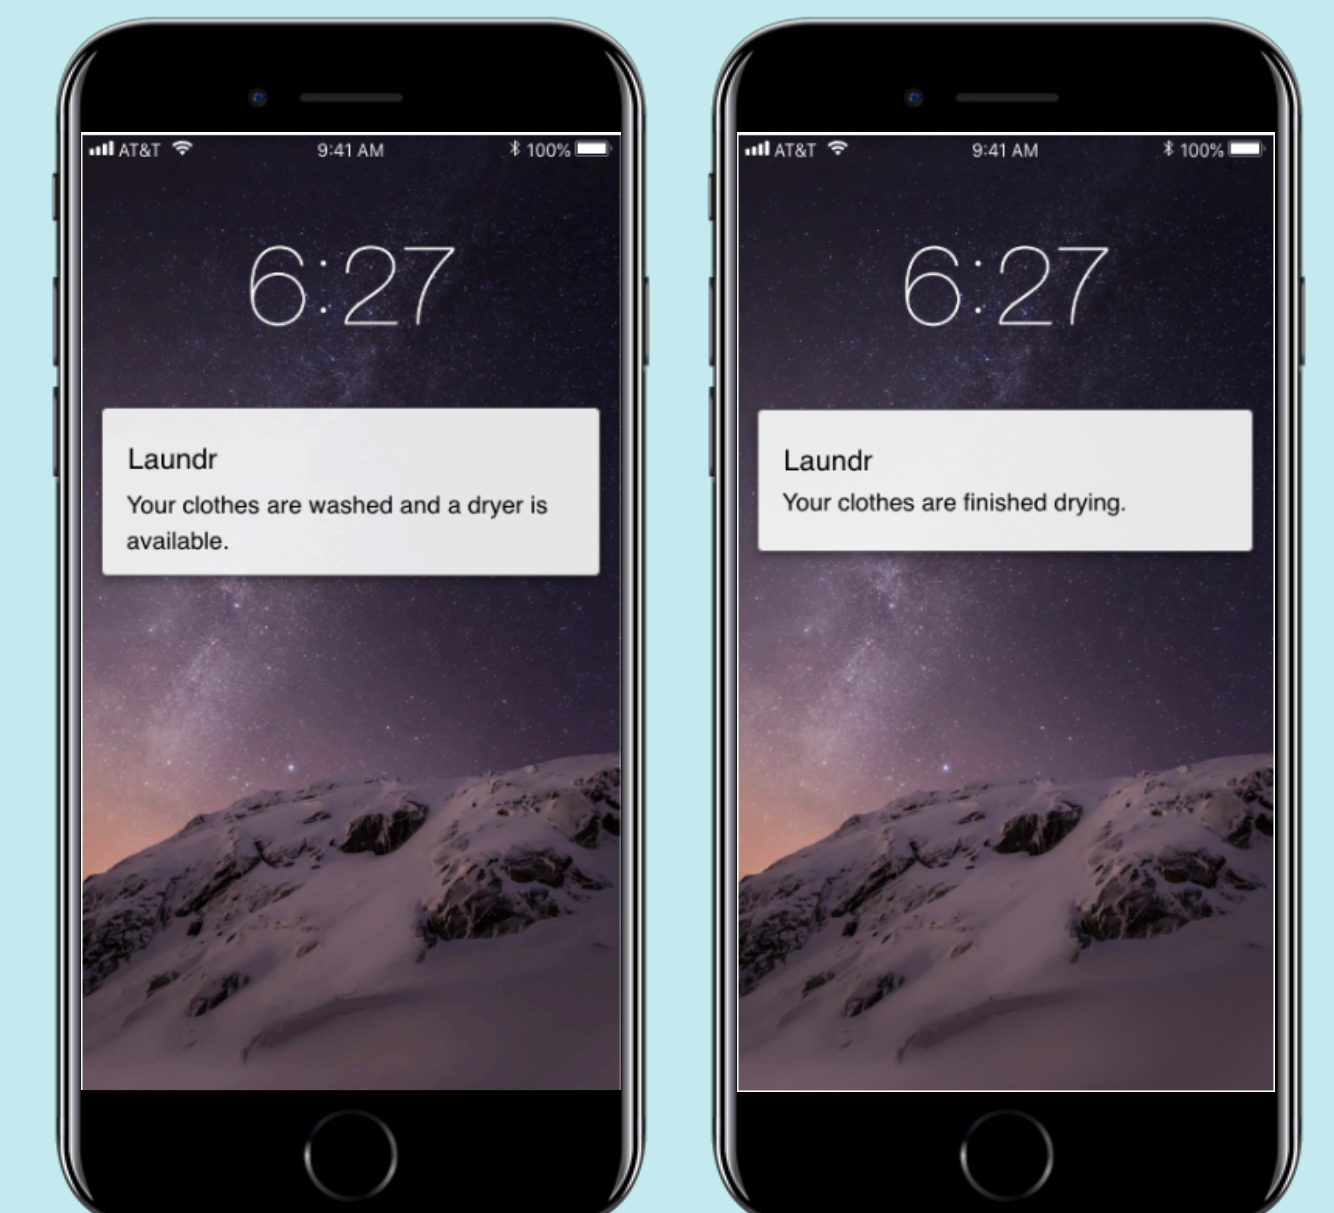 AT&T 9:41 AM 100%
6:27
Laundr
Your clothes are washed and a dryer is
available.
AT&T 9:41 AM 100%
6:27
Laundr
Your clothes are finished drying.